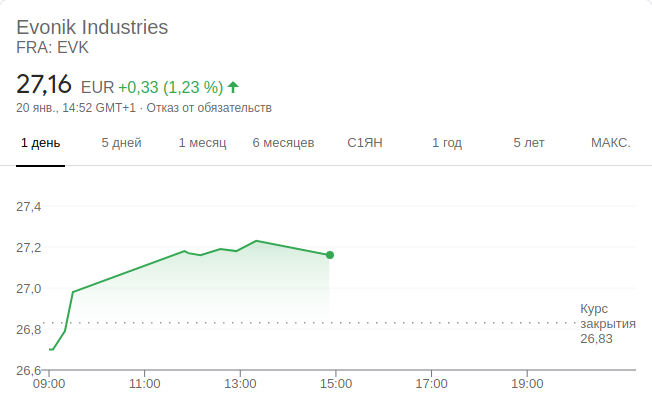 Evonik Industries
FRA: EVK
27,16 EUR +0,33 (1,23 %)
20 янв., 14:52 GMT+1 · Отказ от обязательств
1 день 5 дней 1 месяц 6 месяцев С1ЯН 1 год 5 лет МАКС.
27,4
27,2
27,0
26,8
26,6
Курс
закрытия
26,83
09:00 11:00 13:00 15:00 17:00 19:00